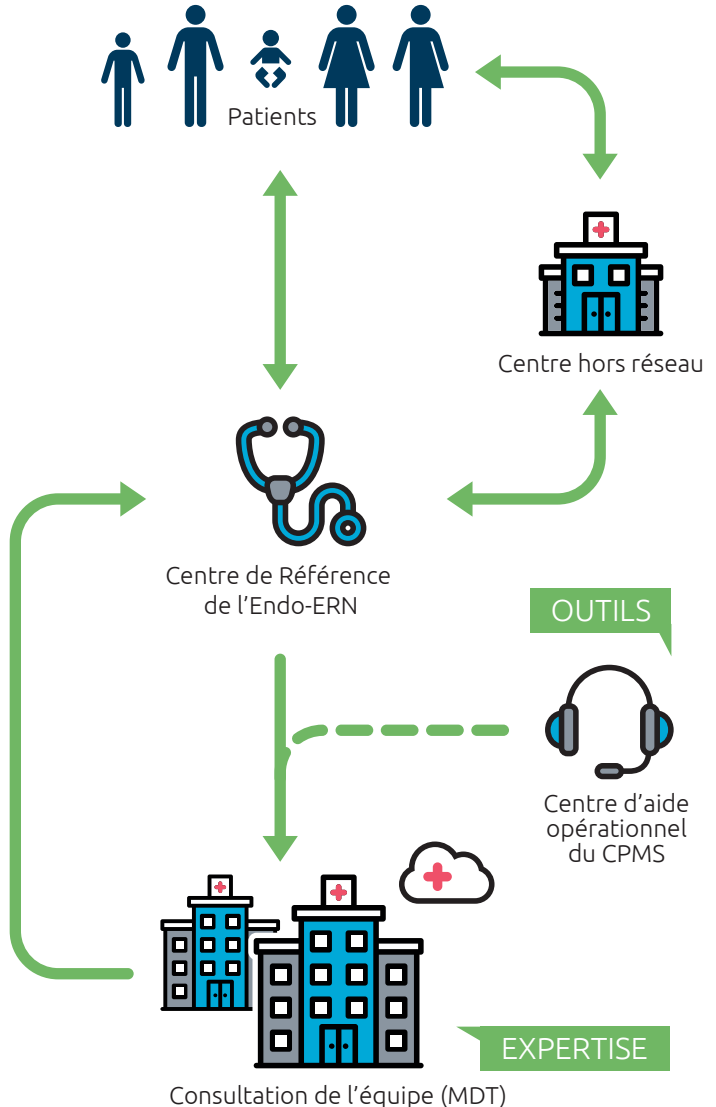 Patients
Centre hors réseau
Centre de Référence
de l’Endo-ERN
OUTILS
Centre d’aide
opérationnel
du CPMS
EXPERTISE
Consultation de l’équipe (MDT)